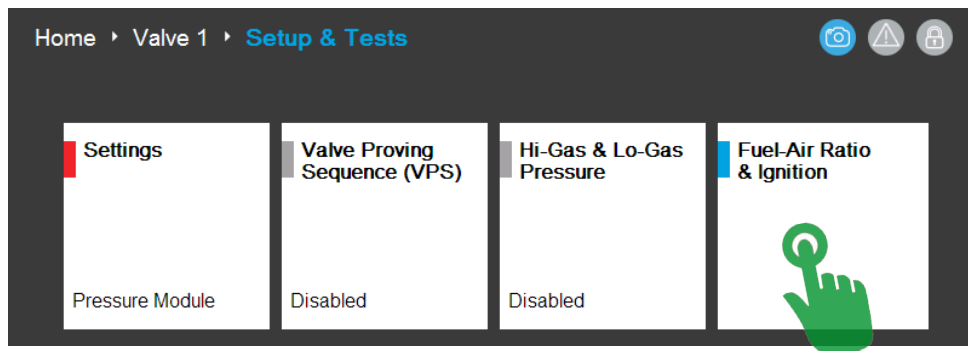 Home ‣ Valve 1 ‣ Setup & Tests
Settings
Pressure Module
Valve Proving
Sequence (VPS)
Disabled
Hi-Gas & Lo-Gas
Pressure
Disabled
Fuel-Air Ratio
& Ignition